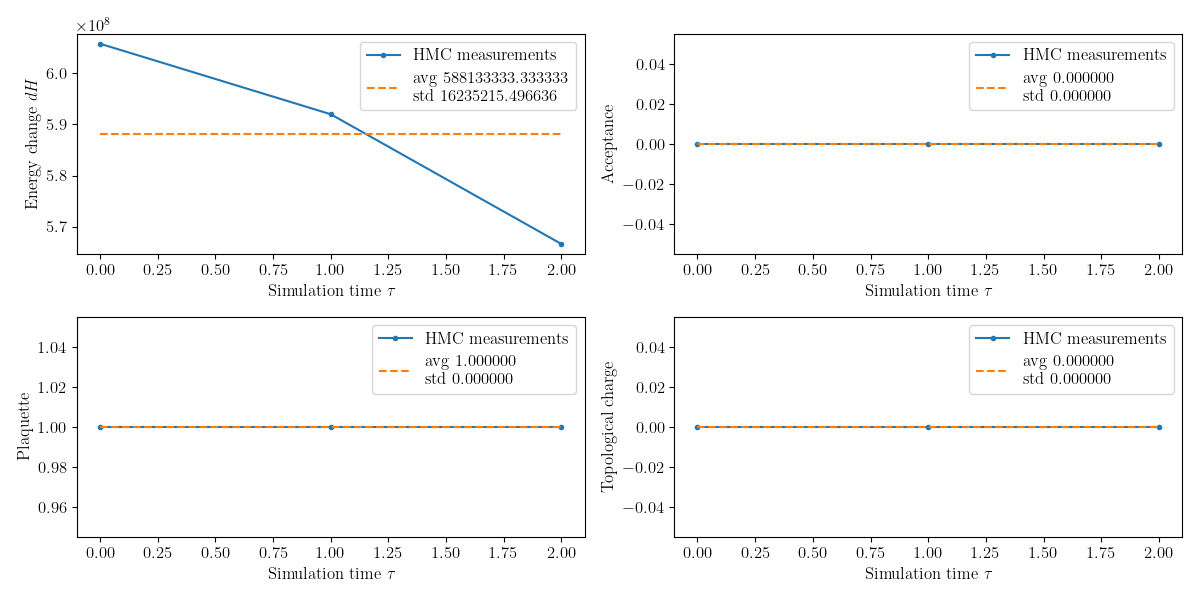 ×10⁸
Energy change dH
6.0
5.9
5.8
5.7
HMC measurements
avg 588133333.333333
std 16235215.496636
0.00 0.25 0.50 0.75 1.00 1.25 1.50 1.75 2.00
Simulation time τ
Acceptance
0.04
0.02
0.00
−0.02
−0.04
HMC measurements
avg 0.000000
std 0.000000
0.00 0.25 0.50 0.75 1.00 1.25 1.50 1.75 2.00
Simulation time τ
Plaquette
1.04
1.02
1.00
0.98
0.96
HMC measurements
avg 1.000000
std 0.000000
0.00 0.25 0.50 0.75 1.00 1.25 1.50 1.75 2.00
Simulation time τ
Topological charge
0.04
0.02
0.00
−0.02
−0.04
HMC measurements
avg 0.000000
std 0.000000
0.00 0.25 0.50 0.75 1.00 1.25 1.50 1.75 2.00
Simulation time τ